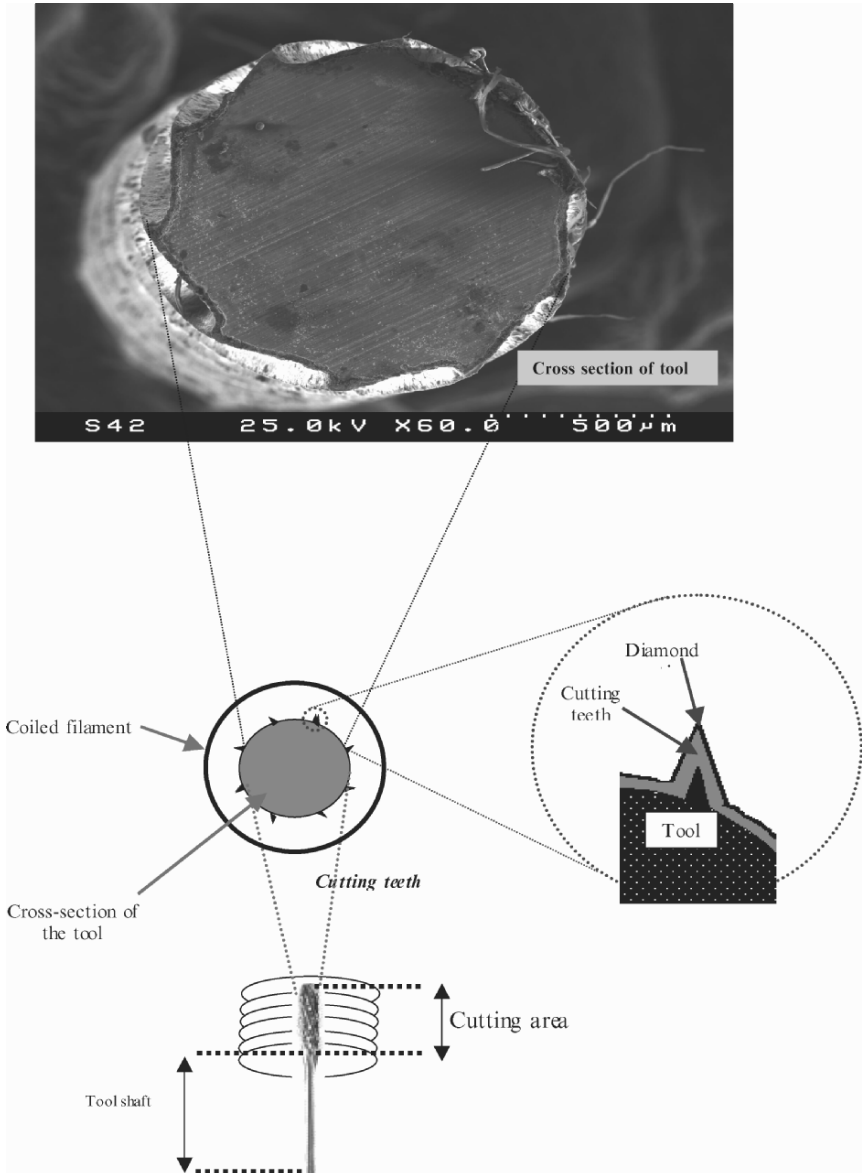 Cross section of tool
S42 25.0kV X60.0 500µm
Diamond
Cutting
teeth
Coiled filament
Tool
Cutting teeth
Cross-section of
the tool
Cutting area
Tool shaft